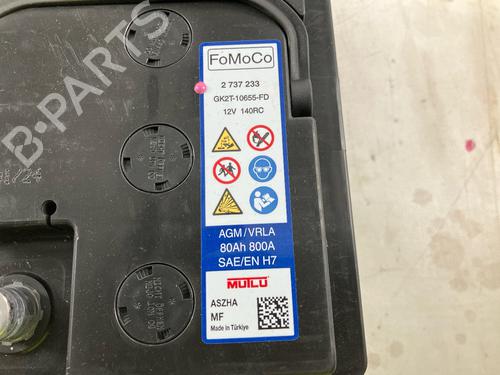 FoMoCo
2 737 233
GK2T-10655-FD
12V 140RC
AGM/VRLA
80Ah 800A
SAE/EN H7
MUTLU
ASZHA
MF
Made in Türkiye
B-PARTS